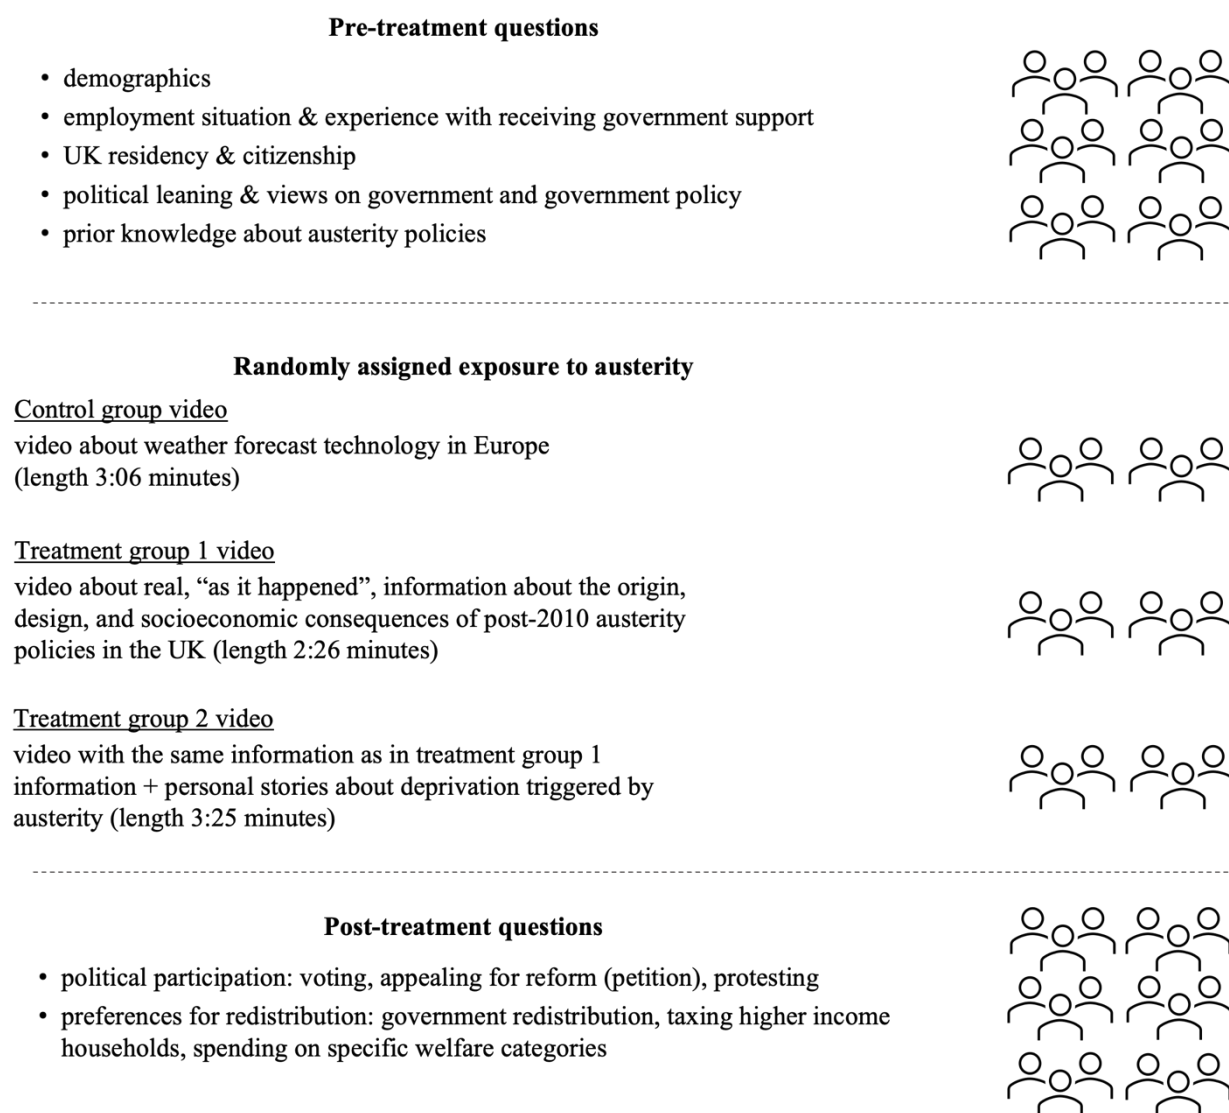 Pre-treatment questions
• demographics
• employment situation & experience with receiving government support
• UK residency & citizenship
• political leaning & views on government and government policy
• prior knowledge about austerity policies
Randomly assigned exposure to austerity
Control group video
video about weather forecast technology in Europe
(length 3:06 minutes)
Treatment group 1 video
video about real, “as it happened”, information about the origin,
design, and socioeconomic consequences of post-2010 austerity
policies in the UK (length 2:26 minutes)
Treatment group 2 video
video with the same information as in treatment group 1
information + personal stories about deprivation triggered by
austerity (length 3:25 minutes)
Post-treatment questions
• political participation: voting, appealing for reform (petition), protesting
• preferences for redistribution: government redistribution, taxing higher income
households, spending on specific welfare categories